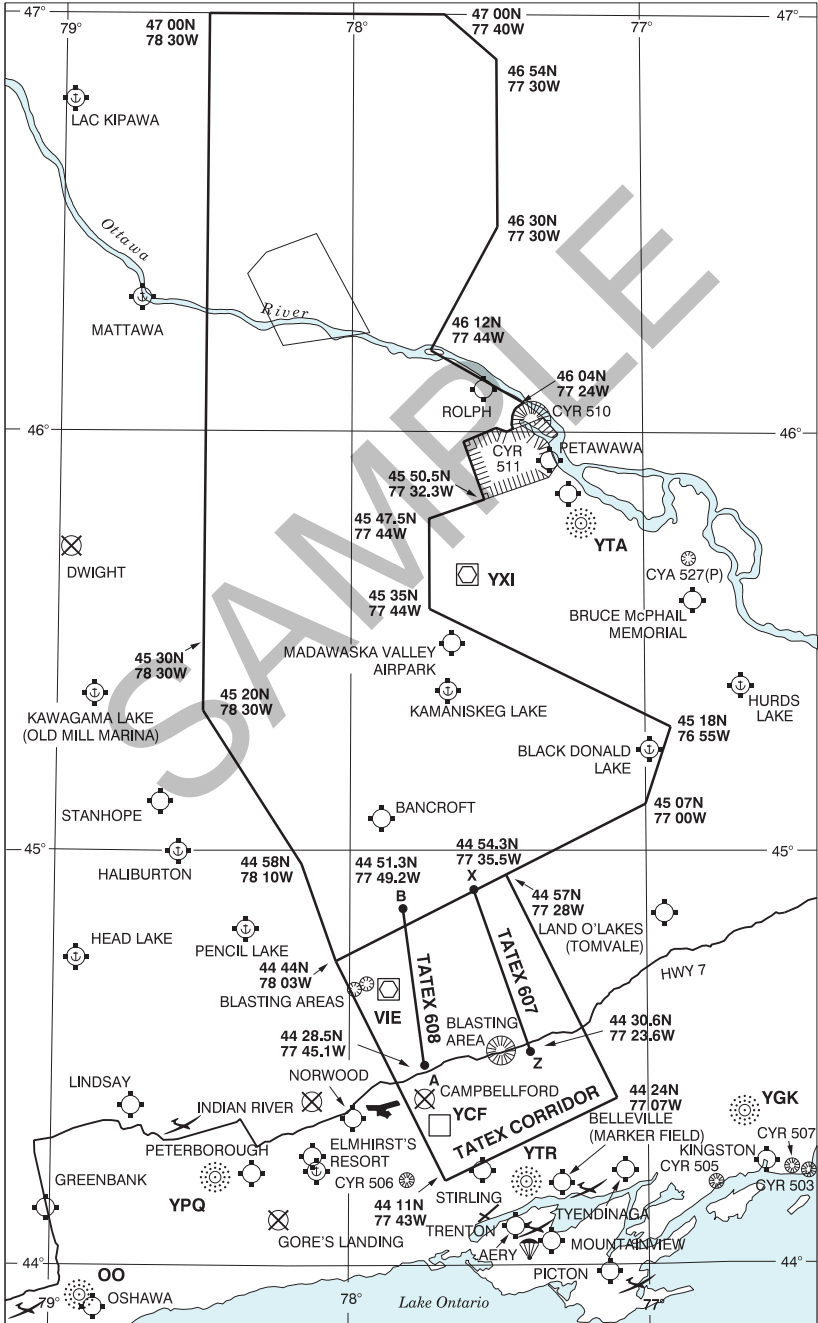 47°
79°
47 00N
78 30W
78°
47 00N
77 40W
77°
47°
46 54N
77 30W
LAC KIPAWA
Ottawa
River
46 30N
77 30W
MATTAWA
46 12N
77 44W
46 04N
77 24W
ROLPH
CYR 510
46°
46°
CYR
511
PETAWAWA
45 50.5N
77 32.3W
45 47.5N
77 44W
YTA
DWIGHT
YXI
CYA 527(P)
45 35N
77 44W
BRUCE McPHAIL
MEMORIAL
45 30N
78 30W
MADAWASKA VALLEY
AIRPARK
45 20N
78 30W
KAWAGAMA LAKE
(OLD MILL MARINA)
KAMANISKEG LAKE
HURDS
LAKE
45 18N
76 55W
BLACK DONALD
LAKE
STANHOPE
BANCROFT
45 07N
77 00W
45°
HALIBURTON
44 58N
78 10W
44 51.3N
77 49.2W
44 54.3N
77 35.5W
45°
X
B
44 57N
77 28W
LAND O'LAKES
(TOMVALE)
HEAD LAKE
PENCIL LAKE
44 44N
78 03W
BLASTING AREAS
TATEX 608
TATEX 607
HWY 7
VIE
BLASTING
AREA
44 28.5N
77 45.1W
44 30.6N
77 23.6W
A
Z
LINDSAY
INDIAN RIVER
NORWOOD
CAMPBELLFORD
YCF
TATEX CORRIDOR
44 24N
77 07W
YGK
BELLEVILLE
(MARKER FIELD)
PETERBOROUGH
ELMHIRST'S
RESORT
YTR
KINGSTON
CYR 507
CYR 505
CYR 503
GREENBANK
YPQ
CYR 506
STIRLING
44 11N
77 43W
TYENDINAGA
GORE'S LANDING
TRENTON
AERY
MOUNTAINVIEW
44°
44°
PICTON
OO
OSHAWA
79°
78°
Lake Ontario
77°
SAMPLE